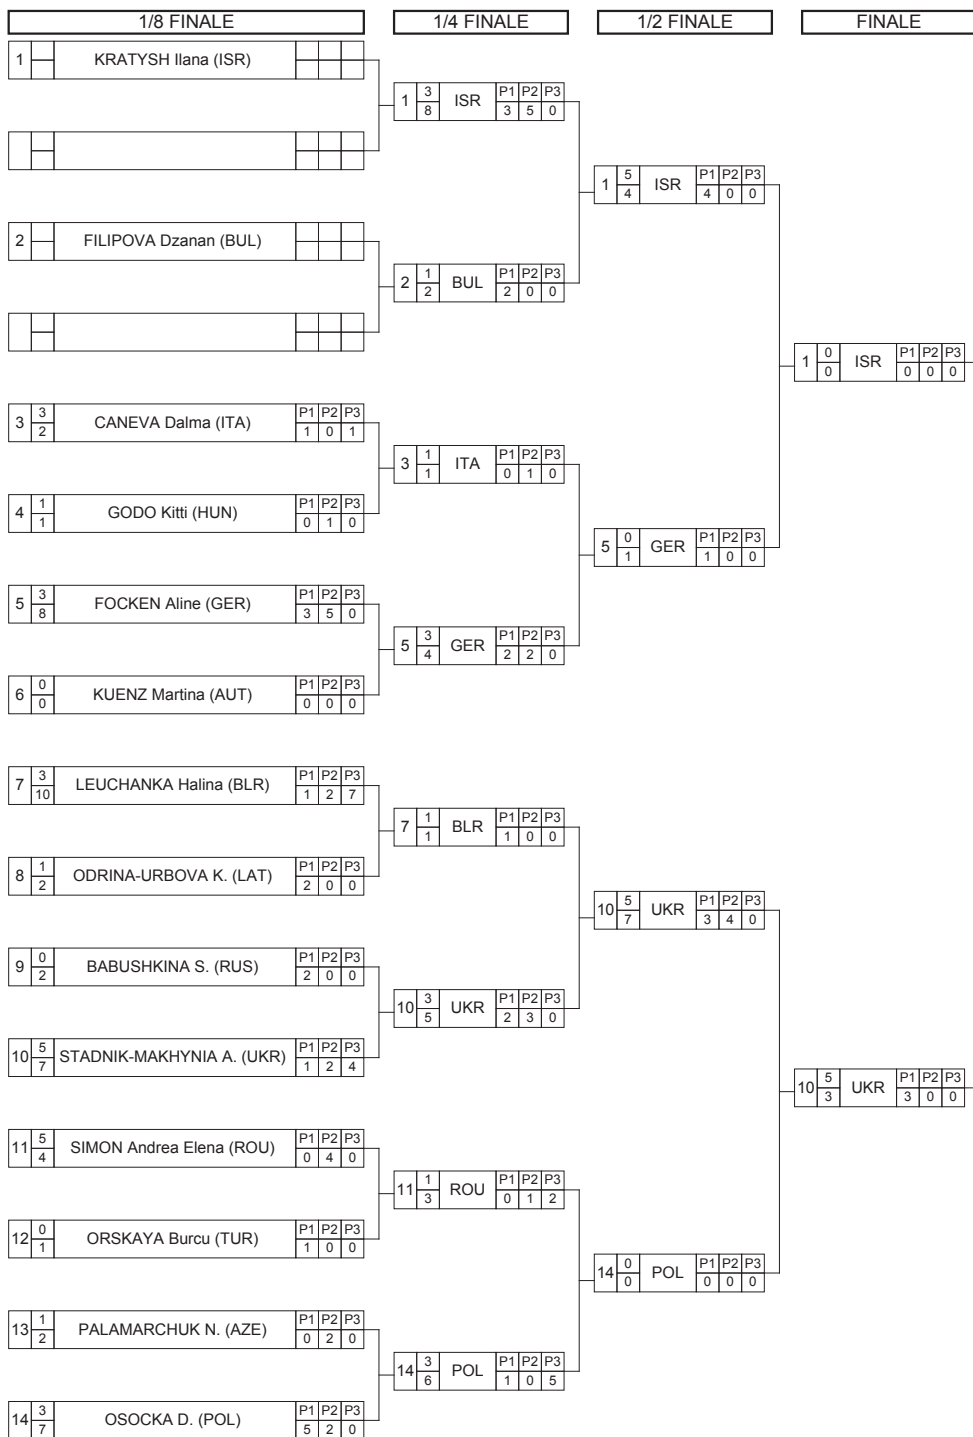 1/8 FINALE 1/4 FINALE 1/2 FINALE FINALE
1 KRATYSH Ilana (ISR)
1 3 8 ISR P1 P2 P3 3 5 0
1 5 4 ISR P1 P2 P3 4 0 0
2 FILIPOVA Dzanan (BUL)
2 1 2 BUL P1 P2 P3 2 0 0
1 0 0 ISR P1 P2 P3 0 0 0
3 3 2 CANEVA Dalma (ITA) P1 P2 P3 1 0 1
3 1 1 ITA P1 P2 P3 0 1 0
4 1 1 GODO Kitti (HUN) P1 P2 P3 0 1 0
5 0 1 GER P1 P2 P3 1 0 0
5 3 8 FOCKEN Aline (GER) P1 P2 P3 3 5 0
5 3 4 GER P1 P2 P3 2 2 0
6 0 0 KUENZ Martina (AUT) P1 P2 P3 0 0 0
7 3 10 LEUCHANKA Halina (BLR) P1 P2 P3 1 2 7
7 1 1 BLR P1 P2 P3 1 0 0
8 1 2 ODRINA-URBOVA K. (LAT) P1 P2 P3 2 0 0
10 5 7 UKR P1 P2 P3 3 4 0
9 0 2 BABUSHKINA S. (RUS) P1 P2 P3 2 0 0
10 3 5 UKR P1 P2 P3 2 3 0
10 5 7 STADNIK-MAKHYNIA A. (UKR) P1 P2 P3 1 2 4
10 5 3 UKR P1 P2 P3 3 0 0
11 5 4 SIMON Andrea Elena (ROU) P1 P2 P3 0 4 0
11 1 3 ROU P1 P2 P3 0 1 2
12 0 1 ORSKAYA Burcu (TUR) P1 P2 P3 1 0 0
14 0 0 POL P1 P2 P3 0 0 0
13 1 2 PALAMARCHUK N. (AZE) P1 P2 P3 0 2 0
14 3 6 POL P1 P2 P3 1 0 5
14 3 7 OSOCKA D. (POL) P1 P2 P3 5 2 0